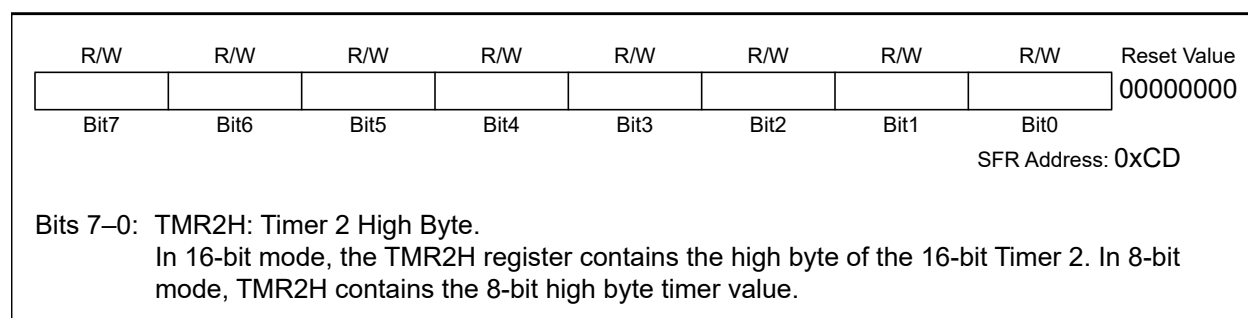 R/W R/W R/W R/W R/W R/W R/W R/W Reset Value
00000000
Bit7 Bit6 Bit5 Bit4 Bit3 Bit2 Bit1 Bit0
SFR Address: 0xCD
Bits 7–0: TMR2H: Timer 2 High Byte.
In 16-bit mode, the TMR2H register contains the high byte of the 16-bit Timer 2. In 8-bit
mode, TMR2H contains the 8-bit high byte timer value.